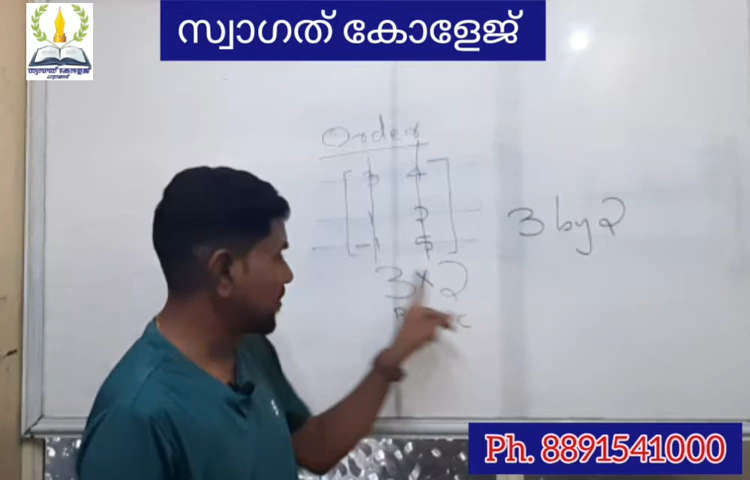 സ്വാഗത് കോളേജ്
Order
3 4
1 2
-1 5
3 by 2
3 x 2
R C
Ph. 8891541000